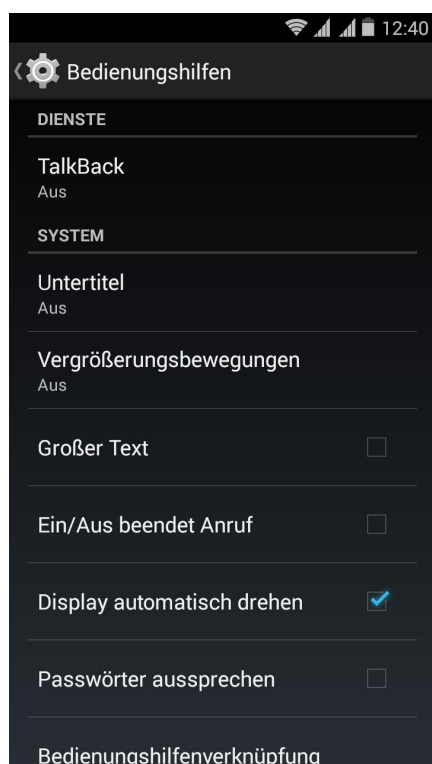 12:40
Bedienungshilfen
DIENSTE
TalkBack
Aus
SYSTEM
Untertitel
Aus
Vergrößerungsbewegungen
Aus
Großer Text
Ein/Aus beendet Anruf
Display automatisch drehen
Passwörter aussprechen
Bedienungshilfenverknüpfung